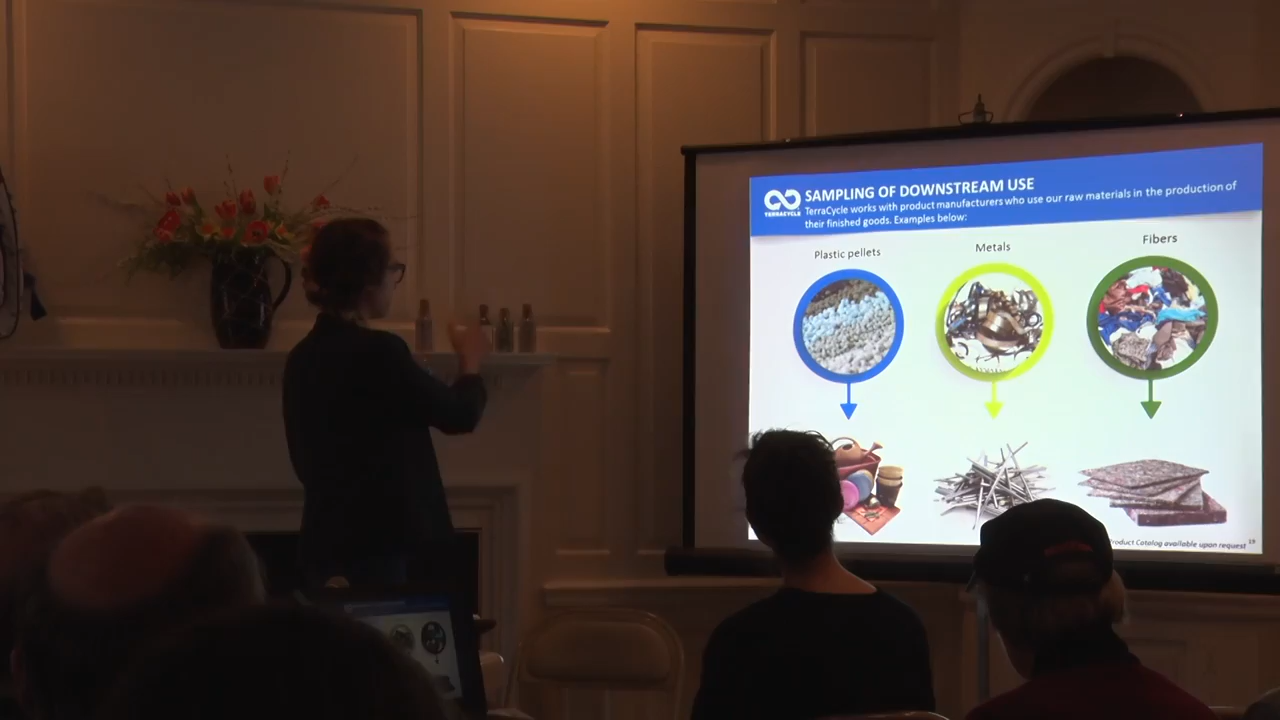 SAMPLING OF DOWNSTREAM USE
TERRACYCLE
TerraCycle works with product manufacturers who use our raw materials in the production of
their finished goods. Examples below:
Plastic pellets
Metals
Fibers
Product Catalog available upon request
19